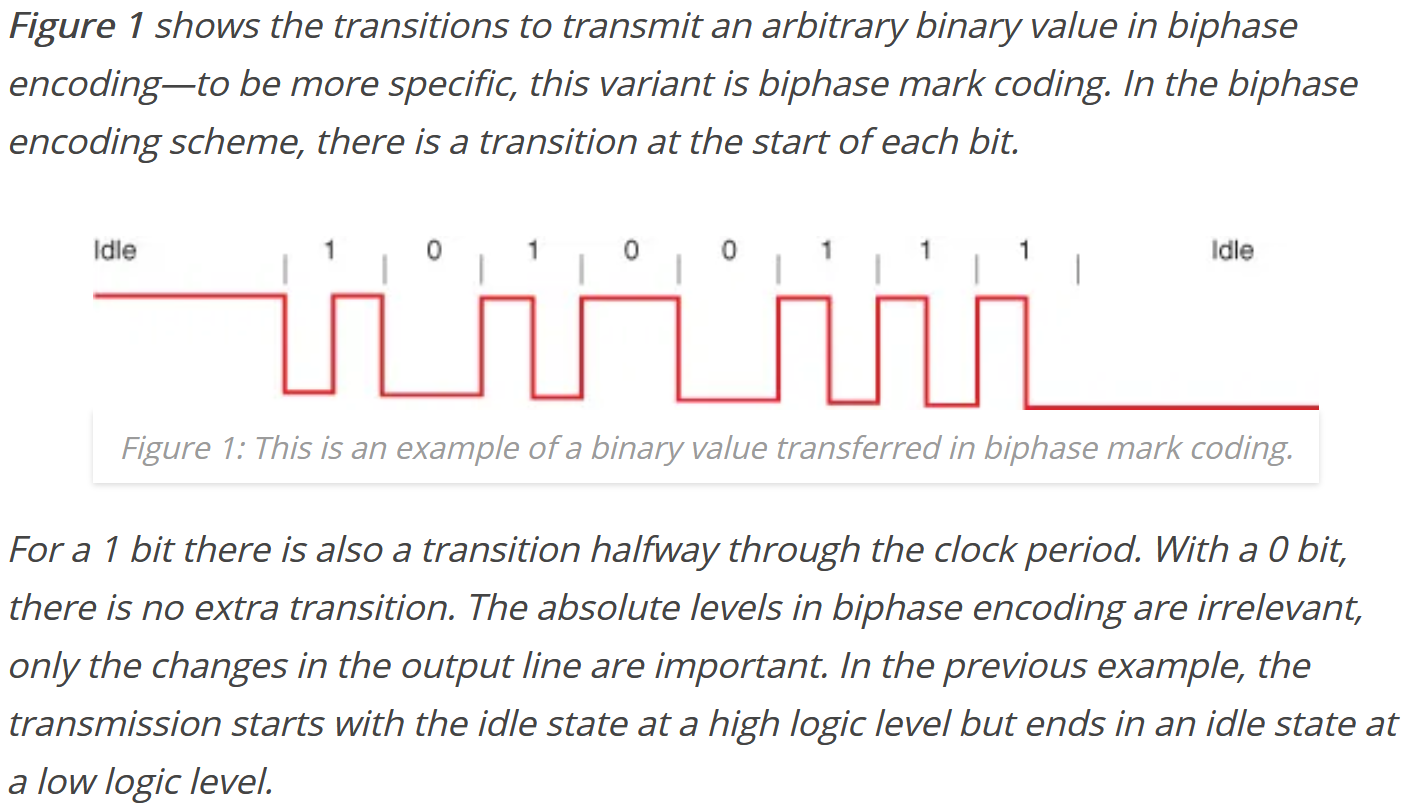 Figure 1 shows the transitions to transmit an arbitrary binary value in biphase
encoding—to be more specific, this variant is biphase mark coding. In the biphase
encoding scheme, there is a transition at the start of each bit.
Idle 1 0 1 0 0 1 1 1 Idle
Figure 1: This is an example of a binary value transferred in biphase mark coding.
For a 1 bit there is also a transition halfway through the clock period. With a 0 bit,
there is no extra transition. The absolute levels in biphase encoding are irrelevant,
only the changes in the output line are important. In the previous example, the
transmission starts with the idle state at a high logic level but ends in an idle state at
a low logic level.